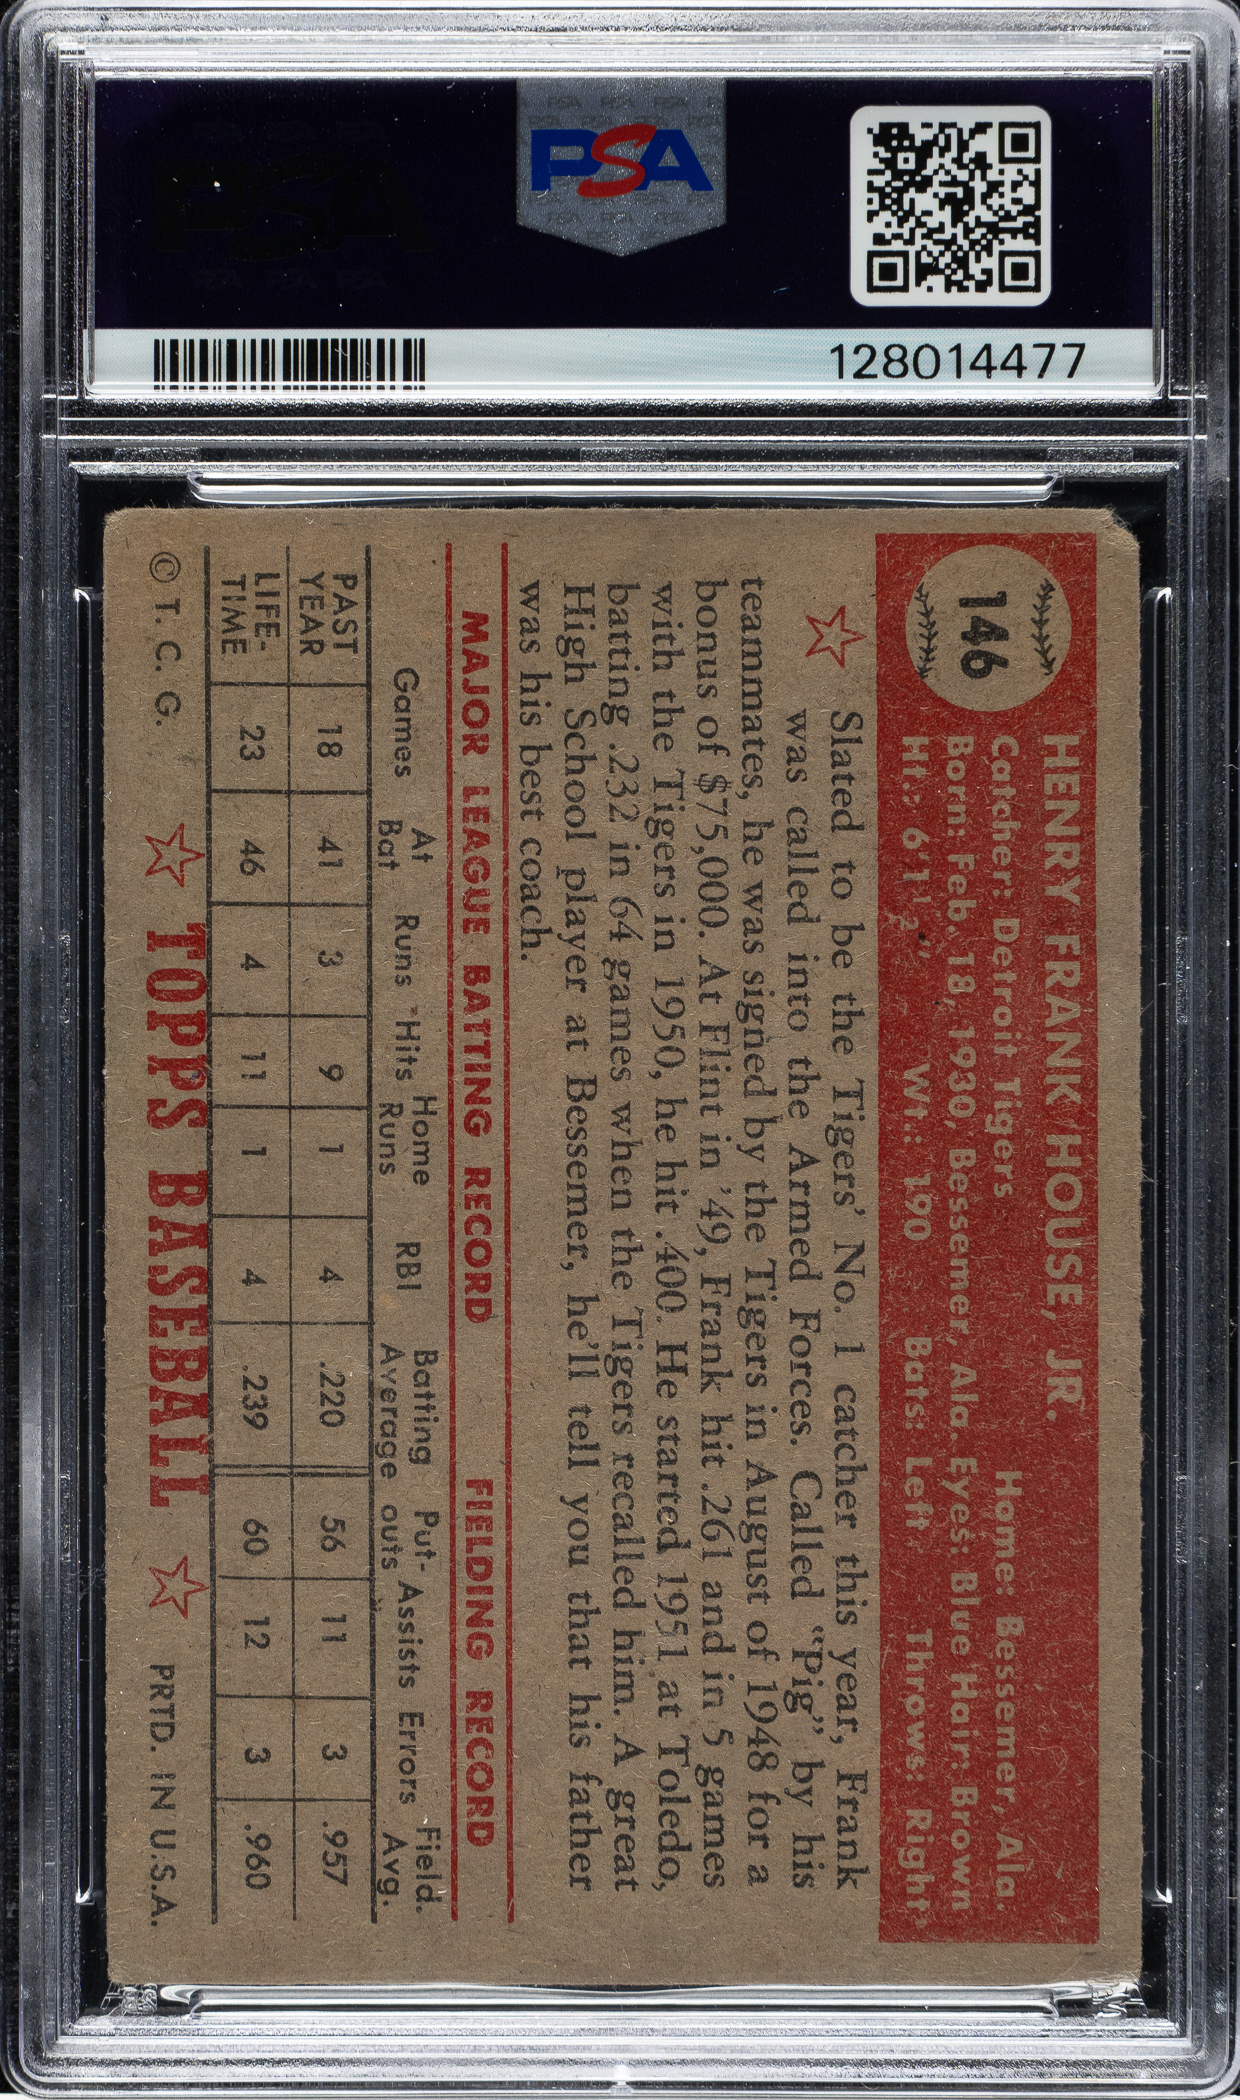 PSA
128014477
146
HENRY FRANK HOUSE, JR.
Catcher: Detroit Tigers Home: Bessemer, Ala.
Born: Feb. 18, 1930, Bessemer, Ala. Eyes: Blue Hair: Brown
Ht.: 6'1½" Wt.: 190 Bats: Left Throws: Right
Slated to be the Tigers' No. 1 catcher this year, Frank
was called into the Armed Forces. Called "Pig" by his
teammates, he was signed by the Tigers in August of 1948 for a
bonus of $75,000. At Flint in '49, Frank hit .261 and in 5 games
with the Tigers in 1950, he hit .400. He started 1951 at Toledo,
batting .232 in 64 games when the Tigers recalled him. A great
High School player at Bessemer, he'll tell you that his father
was his best coach.
MAJOR LEAGUE BATTING RECORD FIELDING RECORD
Games At Bat Runs Hits Home Runs RBI Batting Average Put-outs Assists Errors Field. Avg.
PAST YEAR 18 41 3 9 1 4 .220 56 11 3 .957
LIFE-TIME 23 46 4 11 1 4 .239 60 12 3 .960
© T. C. G. TOPPS BASEBALL PRTD. IN U.S.A.